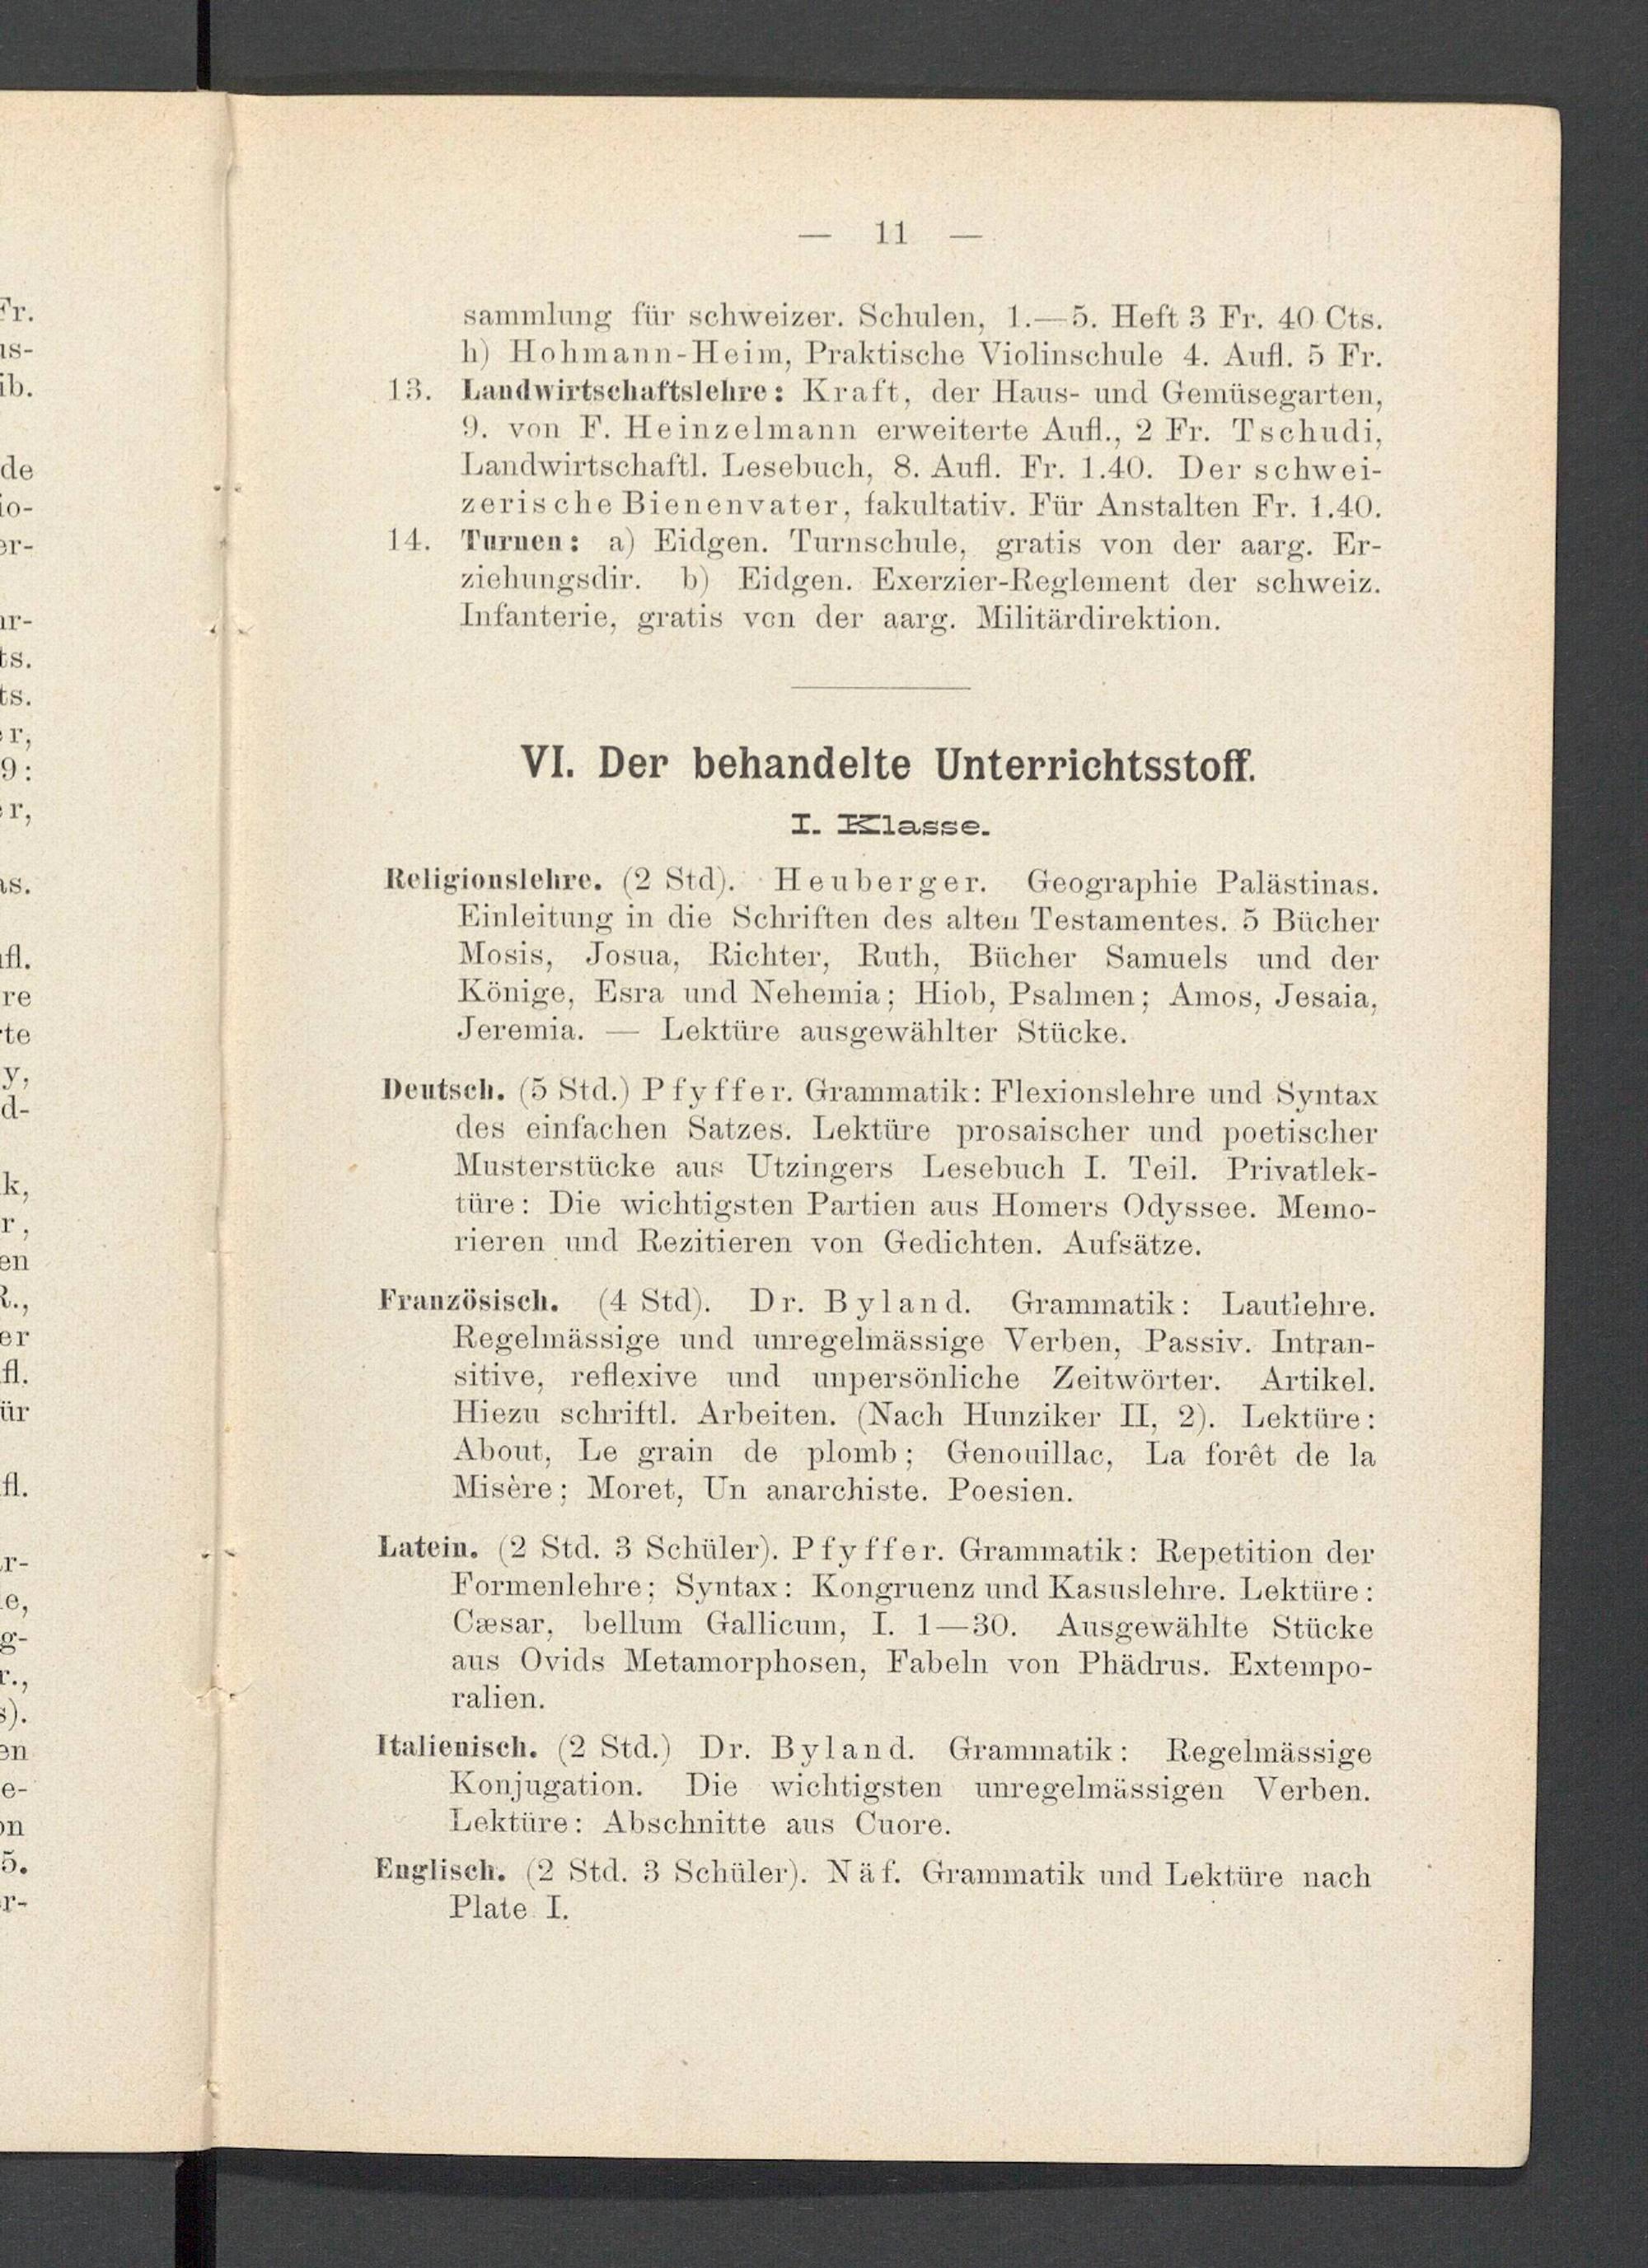 — 11 —
sammlung für schweizer. Schulen, 1.—5. Heft 3 Fr. 40 Cts.
h) Hohmann-Heim, Praktische Violinschule 4. Aufl. 5 Fr.
13. Landwirtschaftslehre: Kraft, der Haus- und Gemüsegarten,
9. von F. Heinzelmann erweiterte Aufl., 2 Fr. Tschudi,
Landwirtschaftl. Lesebuch, 8. Aufl. Fr. 1.40. Der schwei-
zerische Bienenvater, fakultativ. Für Anstalten Fr. 1.40.
14. Turnen: a) Eidgen. Turnschule, gratis von der aarg. Er-
ziehungsdir. b) Eidgen. Exerzier-Reglement der schweiz.
Infanterie, gratis von der aarg. Militärdirektion.
VI. Der behandelte Unterrichtsstoff.
I. Klasse.
Religionslehre. (2 Std). Heuberger. Geographie Palästinas.
Einleitung in die Schriften des alten Testamentes. 5 Bücher
Mosis, Josua, Richter, Ruth, Bücher Samuels und der
Könige, Esra und Nehemia; Hiob, Psalmen; Amos, Jesaia,
Jeremia. — Lektüre ausgewählter Stücke.
Deutsch. (5 Std.) Pfyffer. Grammatik: Flexionslehre und Syntax
des einfachen Satzes. Lektüre prosaischer und poetischer
Musterstücke aus Utzingers Lesebuch I. Teil. Privatlek-
türe: Die wichtigsten Partien aus Homers Odyssee. Memo-
rieren und Rezitieren von Gedichten. Aufsätze.
Französisch. (4 Std). Dr. Byland. Grammatik: Lautlehre.
Regelmässige und unregelmässige Verben, Passiv. Intran-
sitive, reflexive und unpersönliche Zeitwörter. Artikel.
Hiezu schriftl. Arbeiten. (Nach Hunziker II, 2). Lektüre:
About, Le grain de plomb; Genouillac, La forêt de la
Misère; Moret, Un anarchiste. Poesien.
Latein. (2 Std. 3 Schüler). Pfyffer. Grammatik: Repetition der
Formenlehre; Syntax: Kongruenz und Kasuslehre. Lektüre:
Cæsar, bellum Gallicum, I. 1—30. Ausgewählte Stücke
aus Ovids Metamorphosen, Fabeln von Phädrus. Extempo-
ralien.
Italienisch. (2 Std.) Dr. Byland. Grammatik: Regelmässige
Konjugation. Die wichtigsten unregelmässigen Verben.
Lektüre: Abschnitte aus Cuore.
Englisch. (2 Std. 3 Schüler). Näf. Grammatik und Lektüre nach
Plate I.